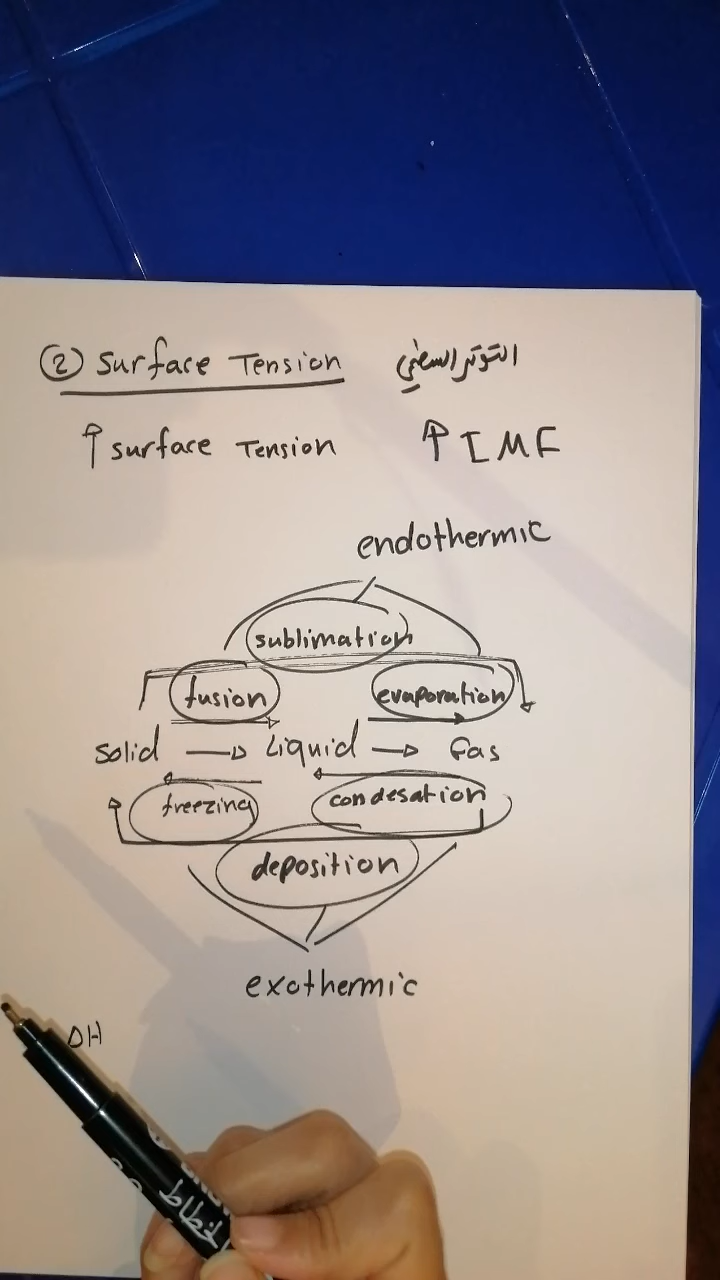 ② Surface Tension التوتر السطحي
↑ surface Tension ↑ IMF
endothermic
sublimation
fusion evaporation
solid → Liquid → Gas
freezing condesation
deposition
exothermic
ΔH